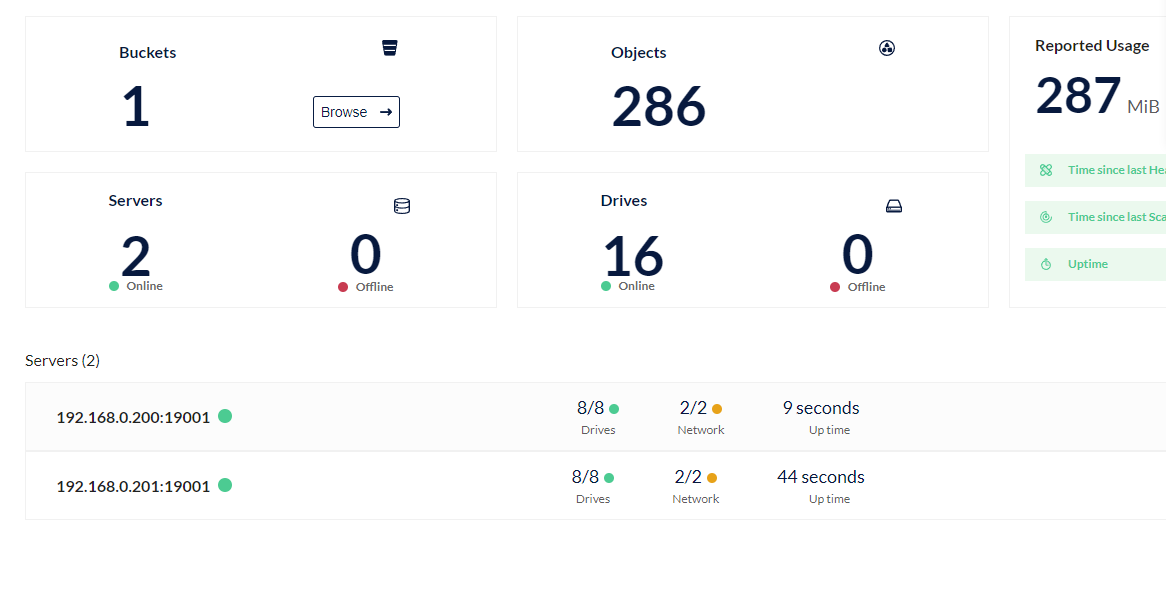 Buckets
1
Browse
Objects
286
Reported Usage
287 MiB
Time since last Hea
Time since last Sca
Uptime
Servers
2
Online
0
Offline
Drives
16
Online
0
Offline
Servers (2)
192.168.0.200:19001
8/8
Drives
2/2
Network
9 seconds
Up time
192.168.0.201:19001
8/8
Drives
2/2
Network
44 seconds
Up time